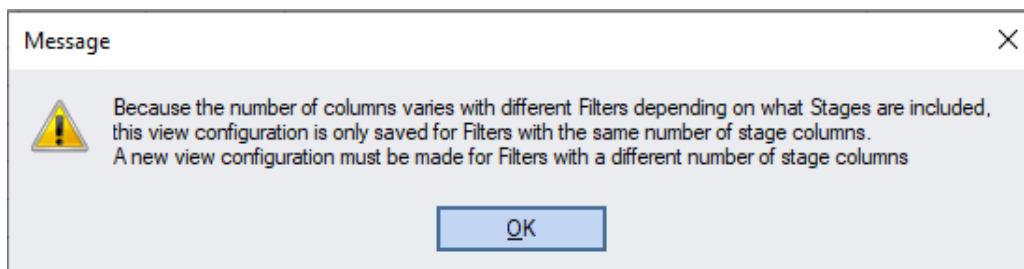 Message
Because the number of columns varies with different Filters depending on what Stages are included,
this view configuration is only saved for Filters with the same number of stage columns.
A new view configuration must be made for Filters with a different number of stage columns
OK